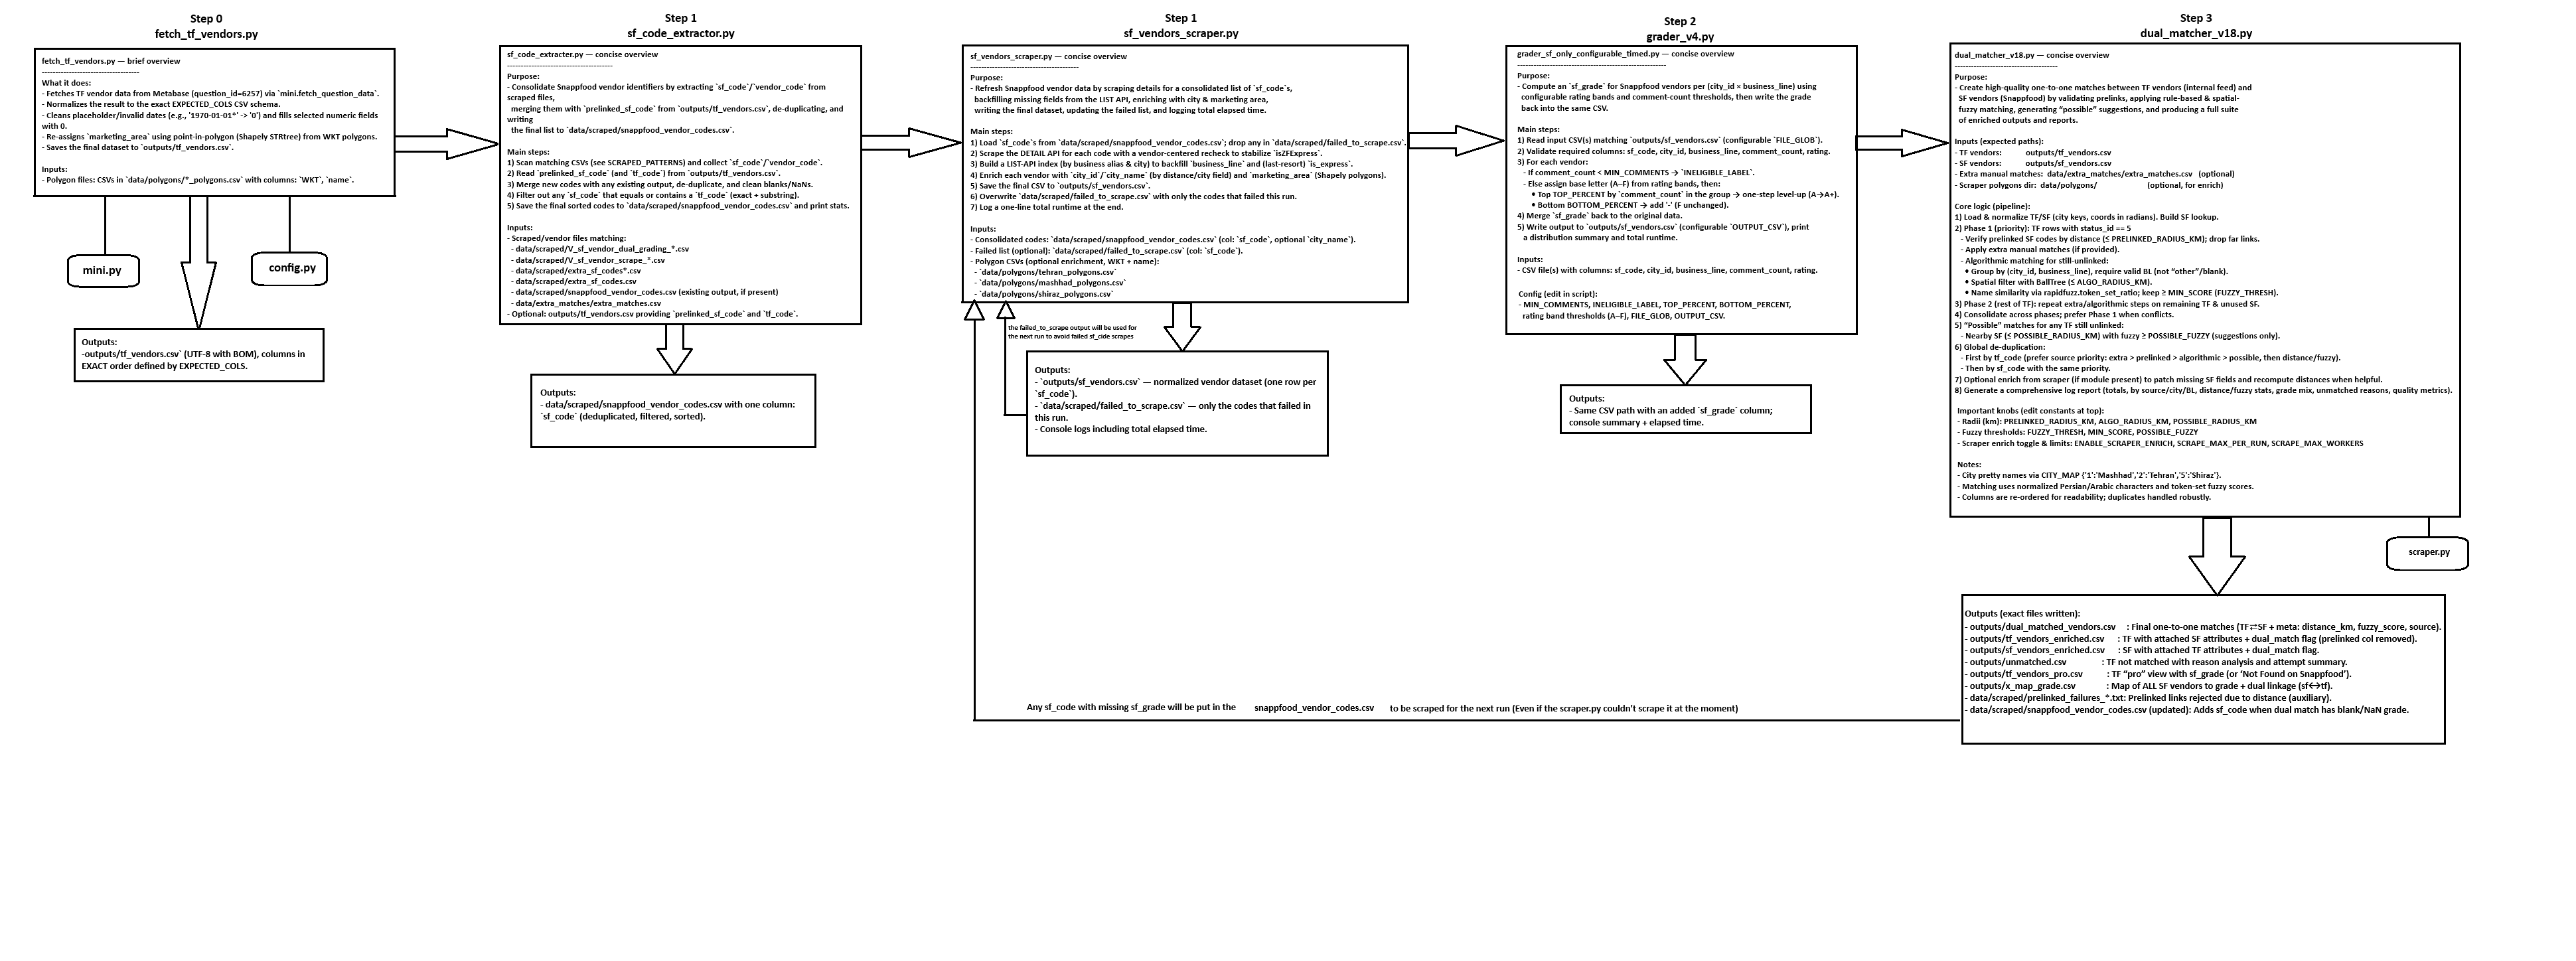 Step 0
fetch_tf_vendors.py
fetch_tf_vendors.py — brief overview
------------------------------------
What it does:
- Fetches TF vendor data from Metabase (question_id=6257) via `mini.fetch_question_data`.
- Normalizes the result to the exact EXPECTED_COLS CSV schema.
- Cleans placeholder/invalid dates (e.g., '1970-01-01*' -> '0') and fills selected numeric fields
with 0.
- Re-assigns `marketing_area` using point-in-polygon (Shapely STRtree) from WKT polygons.
- Saves the final dataset to `outputs/tf_vendors.csv`.
Inputs:
- Polygon files: CSVs in `data/polygons/*_polygons.csv` with columns: `WKT`, `name`.
mini.py
config.py
Outputs:
-outputs/tf_vendors.csv` (UTF-8 with BOM), columns in
EXACT order defined by EXPECTED_COLS.
Step 1
sf_code_extractor.py
sf_code_extracter.py — concise overview
---------------------------------------
Purpose:
- Consolidate Snappfood vendor identifiers by extracting `sf_code`/`vendor_code` from
scraped files,
merging them with `prelinked_sf_code` from `outputs/tf_vendors.csv`, de-duplicating, and
writing
the final list to `data/scraped/snappfood_vendor_codes.csv`.
Main steps:
1) Scan matching CSVs (see SCRAPED_PATTERNS) and collect `sf_code`/`vendor_code`.
2) Read `prelinked_sf_code` (and `tf_code`) from `outputs/tf_vendors.csv`.
3) Merge new codes with any existing output, de-duplicate, and clean blanks/NaNs.
4) Filter out any `sf_code` that equals or contains a `tf_code` (exact + substring).
5) Save the final sorted codes to `data/scraped/snappfood_vendor_codes.csv` and print stats.
Inputs:
- Scraped/vendor files matching:
- data/scraped/V_sf_vendor_dual_grading_*.csv
- data/scraped/V_sf_vendor_scrape_*.csv
- data/scraped/extra_sf_codes*.csv
- data/scraped/extra_sf_codes.csv
- data/scraped/snappfood_vendor_codes.csv (existing output, if present)
- data/extra_matches/extra_matches.csv
- Optional: outputs/tf_vendors.csv providing `prelinked_sf_code` and `tf_code`.
Outputs:
- data/scraped/snappfood_vendor_codes.csv with one column:
`sf_code` (deduplicated, filtered, sorted).
Step 1
sf_vendors_scraper.py
sf_vendors_scraper.py — concise overview
----------------------------------------
Purpose:
- Refresh Snappfood vendor data by scraping details for a consolidated list of `sf_code`s,
backfilling missing fields from the LIST API, enriching with city & marketing area,
writing the final dataset, updating the failed list, and logging total elapsed time.
Main steps:
1) Load `sf_code`s from `data/scraped/snappfood_vendor_codes.csv`; drop any in `data/scraped/failed_to_scrape.csv`.
2) Scrape the DETAIL API for each code with a vendor-centered recheck to stabilize `isZFExpress`.
3) Build a LIST-API index (by business alias & city) to backfill `business_line` and (last-resort) `is_express`.
4) Enrich each vendor with `city_id`/`city_name` (by distance/city field) and `marketing_area` (Shapely polygons).
5) Save the final CSV to `outputs/sf_vendors.csv`.
6) Overwrite `data/scraped/failed_to_scrape.csv` with only the codes that failed this run.
7) Log a one-line total runtime at the end.
Inputs:
- Consolidated codes: `data/scraped/snappfood_vendor_codes.csv` (col: `sf_code`, optional `city_name`).
- Failed list (optional): `data/scraped/failed_to_scrape.csv` (col: `sf_code`).
- Polygon CSVs (optional enrichment, WKT + name):
- `data/polygons/tehran_polygons.csv`
- `data/polygons/mashhad_polygons.csv`
- `data/polygons/shiraz_polygons.csv`
the failed_to_scrape output will be used for
the next run to avoid failed sf_cide scrapes
Outputs:
- `outputs/sf_vendors.csv` — normalized vendor dataset (one row per
`sf_code`).
- `data/scraped/failed_to_scrape.csv` — only the codes that failed in
this run.
- Console logs including total elapsed time.
Step 2
grader_v4.py
grader_sf_only_configurable_timed.py — concise overview
-------------------------------------------------------
Purpose:
- Compute an `sf_grade` for Snappfood vendors per (city_id × business_line) using
configurable rating bands and comment-count thresholds, then write the grade
back into the same CSV.
Main steps:
1) Read input CSV(s) matching `outputs/sf_vendors.csv` (configurable `FILE_GLOB`).
2) Validate required columns: sf_code, city_id, business_line, comment_count, rating.
3) For each vendor:
- If comment_count < MIN_COMMENTS → `INELIGIBLE_LABEL`.
- Else assign base letter (A–F) from rating bands, then:
• Top TOP_PERCENT by `comment_count` in the group → one-step level-up (A→A+).
• Bottom BOTTOM_PERCENT → add '-' (F unchanged).
4) Merge `sf_grade` back to the original data.
5) Write output to `outputs/sf_vendors.csv` (configurable `OUTPUT_CSV`), print
a distribution summary and total runtime.
Inputs:
- CSV file(s) with columns: sf_code, city_id, business_line, comment_count, rating.
Config (edit in script):
- MIN_COMMENTS, INELIGIBLE_LABEL, TOP_PERCENT, BOTTOM_PERCENT,
rating band thresholds (A–F), FILE_GLOB, OUTPUT_CSV.
Outputs:
- Same CSV path with an added `sf_grade` column;
console summary + elapsed time.
Step 3
dual_matcher_v18.py
dual_matcher_v18.py — concise overview
--------------------------------------
Purpose:
- Create high-quality one-to-one matches between TF vendors (internal feed) and
SF vendors (Snappfood) by validating prelinks, applying rule-based & spatial-
fuzzy matching, generating “possible” suggestions, and producing a full suite
of enriched outputs and reports.
Inputs (expected paths):
- TF vendors: outputs/tf_vendors.csv
- SF vendors: outputs/sf_vendors.csv
- Extra manual matches: data/extra_matches/extra_matches.csv (optional)
- Scraper polygons dir: data/polygons/ (optional, for enrich)
Core logic (pipeline):
1) Load & normalize TF/SF (city keys, coords in radians). Build SF lookup.
2) Phase 1 (priority): TF rows with status_id == 5
- Verify prelinked SF codes by distance (≤ PRELINKED_RADIUS_KM); drop far links.
- Apply extra manual matches (if provided).
- Algorithmic matching for still-unlinked:
• Group by (city_id, business_line), require valid BL (not “other”/blank).
• Spatial filter with BallTree (≤ ALGO_RADIUS_KM).
• Name similarity via rapidfuzz.token_set_ratio; keep ≥ MIN_SCORE (FUZZY_THRESH).
3) Phase 2 (rest of TF): repeat extra/algorithmic steps on remaining TF & unused SF.
4) Consolidate across phases; prefer Phase 1 when conflicts.
5) “Possible” matches for any TF still unlinked:
- Nearby SF (≤ POSSIBLE_RADIUS_KM) with fuzzy ≥ POSSIBLE_FUZZY (suggestions only).
6) Global de-duplication:
- First by tf_code (prefer source priority: extra > prelinked > algorithmic > possible, then distance/fuzzy).
- Then by sf_code with the same priority.
7) Optional enrich from scraper (if module present) to patch missing SF fields and recompute distances when helpful.
8) Generate a comprehensive log report (totals, by source/city/BL, distance/fuzzy stats, grade mix, unmatched reasons, quality metrics).
Important knobs (edit constants at top):
- Radii (km): PRELINKED_RADIUS_KM, ALGO_RADIUS_KM, POSSIBLE_RADIUS_KM
- Fuzzy thresholds: FUZZY_THRESH, MIN_SCORE, POSSIBLE_FUZZY
- Scraper enrich toggle & limits: ENABLE_SCRAPER_ENRICH, SCRAPE_MAX_PER_RUN, SCRAPE_MAX_WORKERS
Notes:
- City pretty names via CITY_MAP {'1':'Mashhad','2':'Tehran','5':'Shiraz'}.
- Matching uses normalized Persian/Arabic characters and token-set fuzzy scores.
- Columns are re-ordered for readability; duplicates handled robustly.
scraper.py
Outputs (exact files written):
- outputs/dual_matched_vendors.csv : Final one-to-one matches (TF⇄SF + meta: distance_km, fuzzy_score, source).
- outputs/tf_vendors_enriched.csv : TF with attached SF attributes + dual_match flag (prelinked col removed).
- outputs/sf_vendors_enriched.csv : SF with attached TF attributes + dual_match flag.
- outputs/unmatched.csv : TF not matched with reason analysis and attempt summary.
- outputs/tf_vendors_pro.csv : TF “pro” view with sf_grade (or ‘Not Found on Snappfood’).
- outputs/x_map_grade.csv : Map of ALL SF vendors to grade + dual linkage (sf↔tf).
- data/scraped/prelinked_failures_*.txt: Prelinked links rejected due to distance (auxiliary).
- data/scraped/snappfood_vendor_codes.csv (updated): Adds sf_code when dual match has blank/NaN grade.
Any sf_code with missing sf_grade will be put in the snappfood_vendor_codes.csv to be scraped for the next run (Even if the scraper.py couldn't scrape it at the moment)